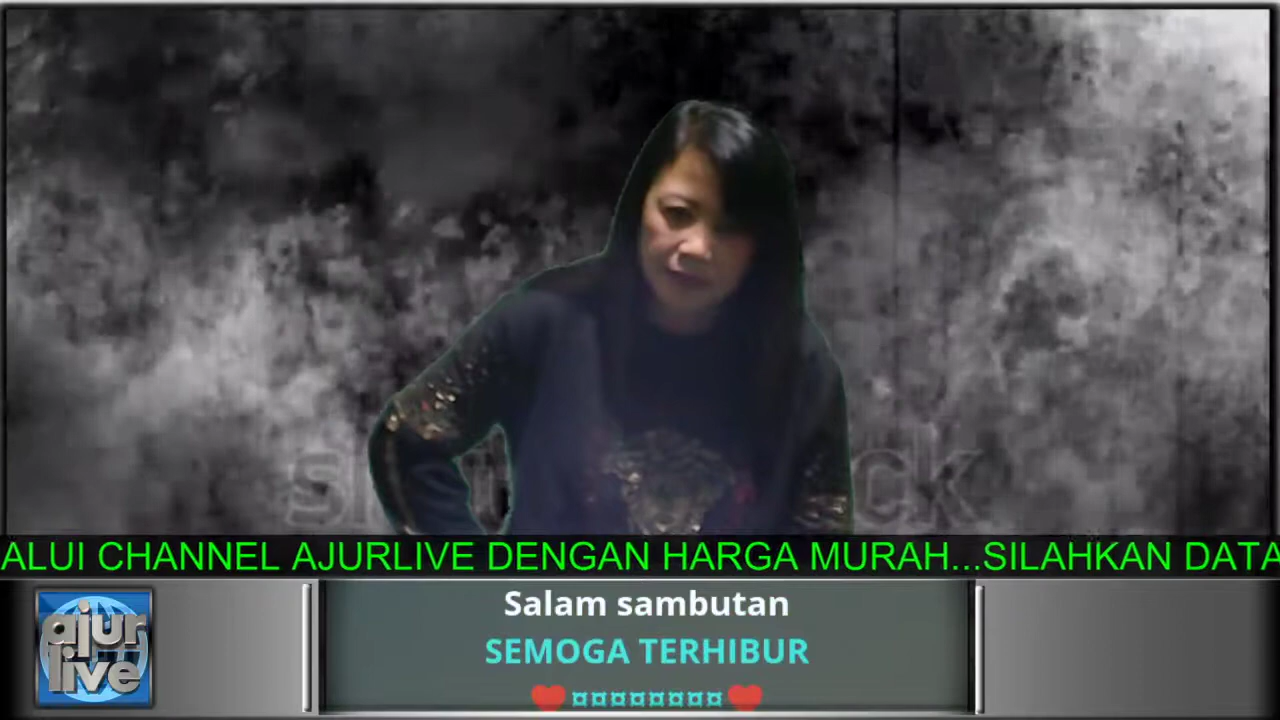 ALUI CHANNEL AJURLIVE DENGAN HARGA MURAH...SILAHKAN DATA
Salam sambutan
SEMOGA TERHIBUR
❤️¤¤¤¤¤¤¤¤❤️
ajur
live